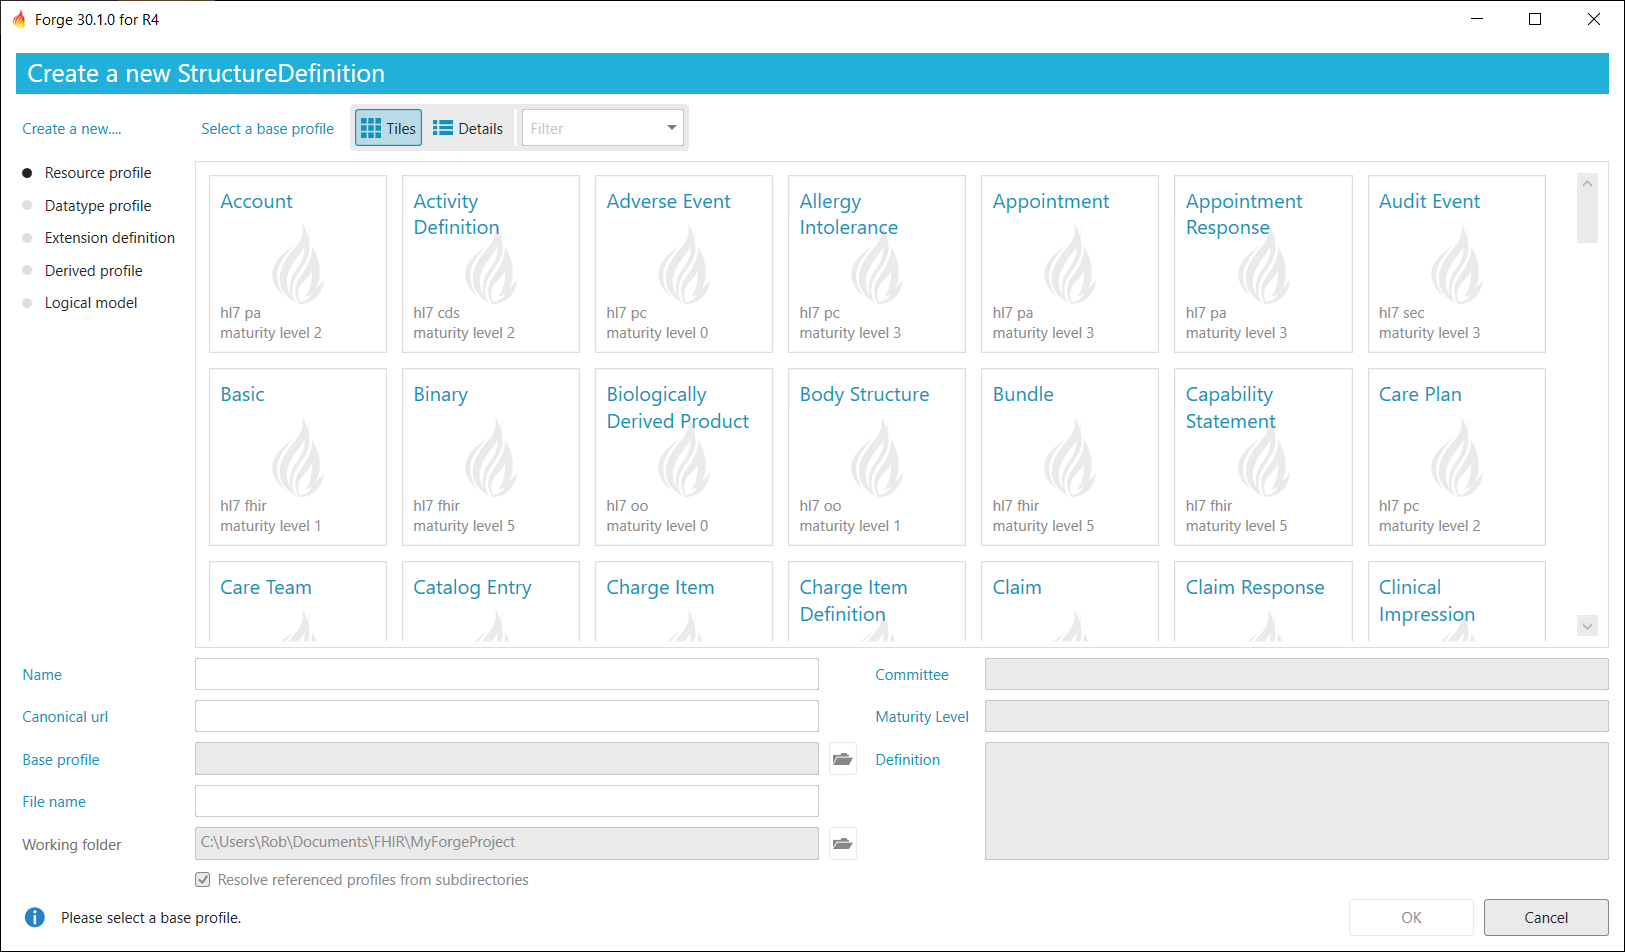 Forge 30.1.0 for R4
Create a new StructureDefinition
Create a new....
Select a base profile
Tiles
Details
Filter
Resource profile
Datatype profile
Extension definition
Derived profile
Logical model
Account
hl7 pa
maturity level 2
Activity
Definition
hl7 cds
maturity level 2
Adverse Event
hl7 pc
maturity level 0
Allergy
Intolerance
hl7 pc
maturity level 3
Appointment
hl7 pa
maturity level 3
Appointment
Response
hl7 pa
maturity level 3
Audit Event
hl7 sec
maturity level 3
Basic
hl7 fhir
maturity level 1
Binary
hl7 fhir
maturity level 5
Biologically
Derived Product
hl7 oo
maturity level 0
Body Structure
hl7 oo
maturity level 1
Bundle
hl7 fhir
maturity level 5
Capability
Statement
hl7 fhir
maturity level 5
Care Plan
hl7 pc
maturity level 2
Care Team
Catalog Entry
Charge Item
Charge Item
Definition
Claim
Claim Response
Clinical
Impression
Name
Canonical url
Base profile
File name
Working folder
C:\Users\Rob\Documents\FHIR\MyForgeProject
Resolve referenced profiles from subdirectories
Committee
Maturity Level
Definition
Please select a base profile.
OK
Cancel